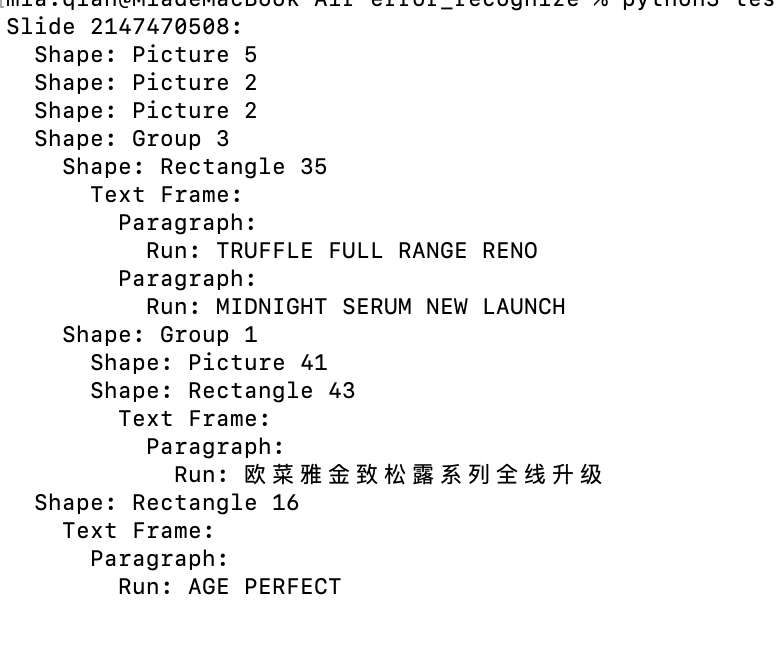 mia.qian@MiadeMacBook Air error_recognize % python3 tes
Slide 2147470508:
Shape: Picture 5
Shape: Picture 2
Shape: Picture 2
Shape: Group 3
Shape: Rectangle 35
Text Frame:
Paragraph:
Run: TRUFFLE FULL RANGE RENO
Paragraph:
Run: MIDNIGHT SERUM NEW LAUNCH
Shape: Group 1
Shape: Picture 41
Shape: Rectangle 43
Text Frame:
Paragraph:
Run: 欧菜雅金致松露系列全线升级
Shape: Rectangle 16
Text Frame:
Paragraph:
Run: AGE PERFECT